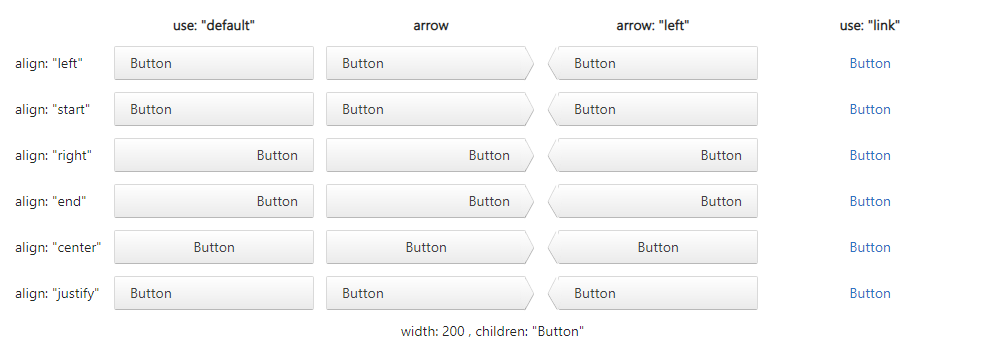 use: "default" arrow arrow: "left" use: "link"
align: "left" Button Button Button Button
align: "start" Button Button Button Button
align: "right" Button Button Button Button
align: "end" Button Button Button Button
align: "center" Button Button Button Button
align: "justify" Button Button Button Button
width: 200 , children: "Button"